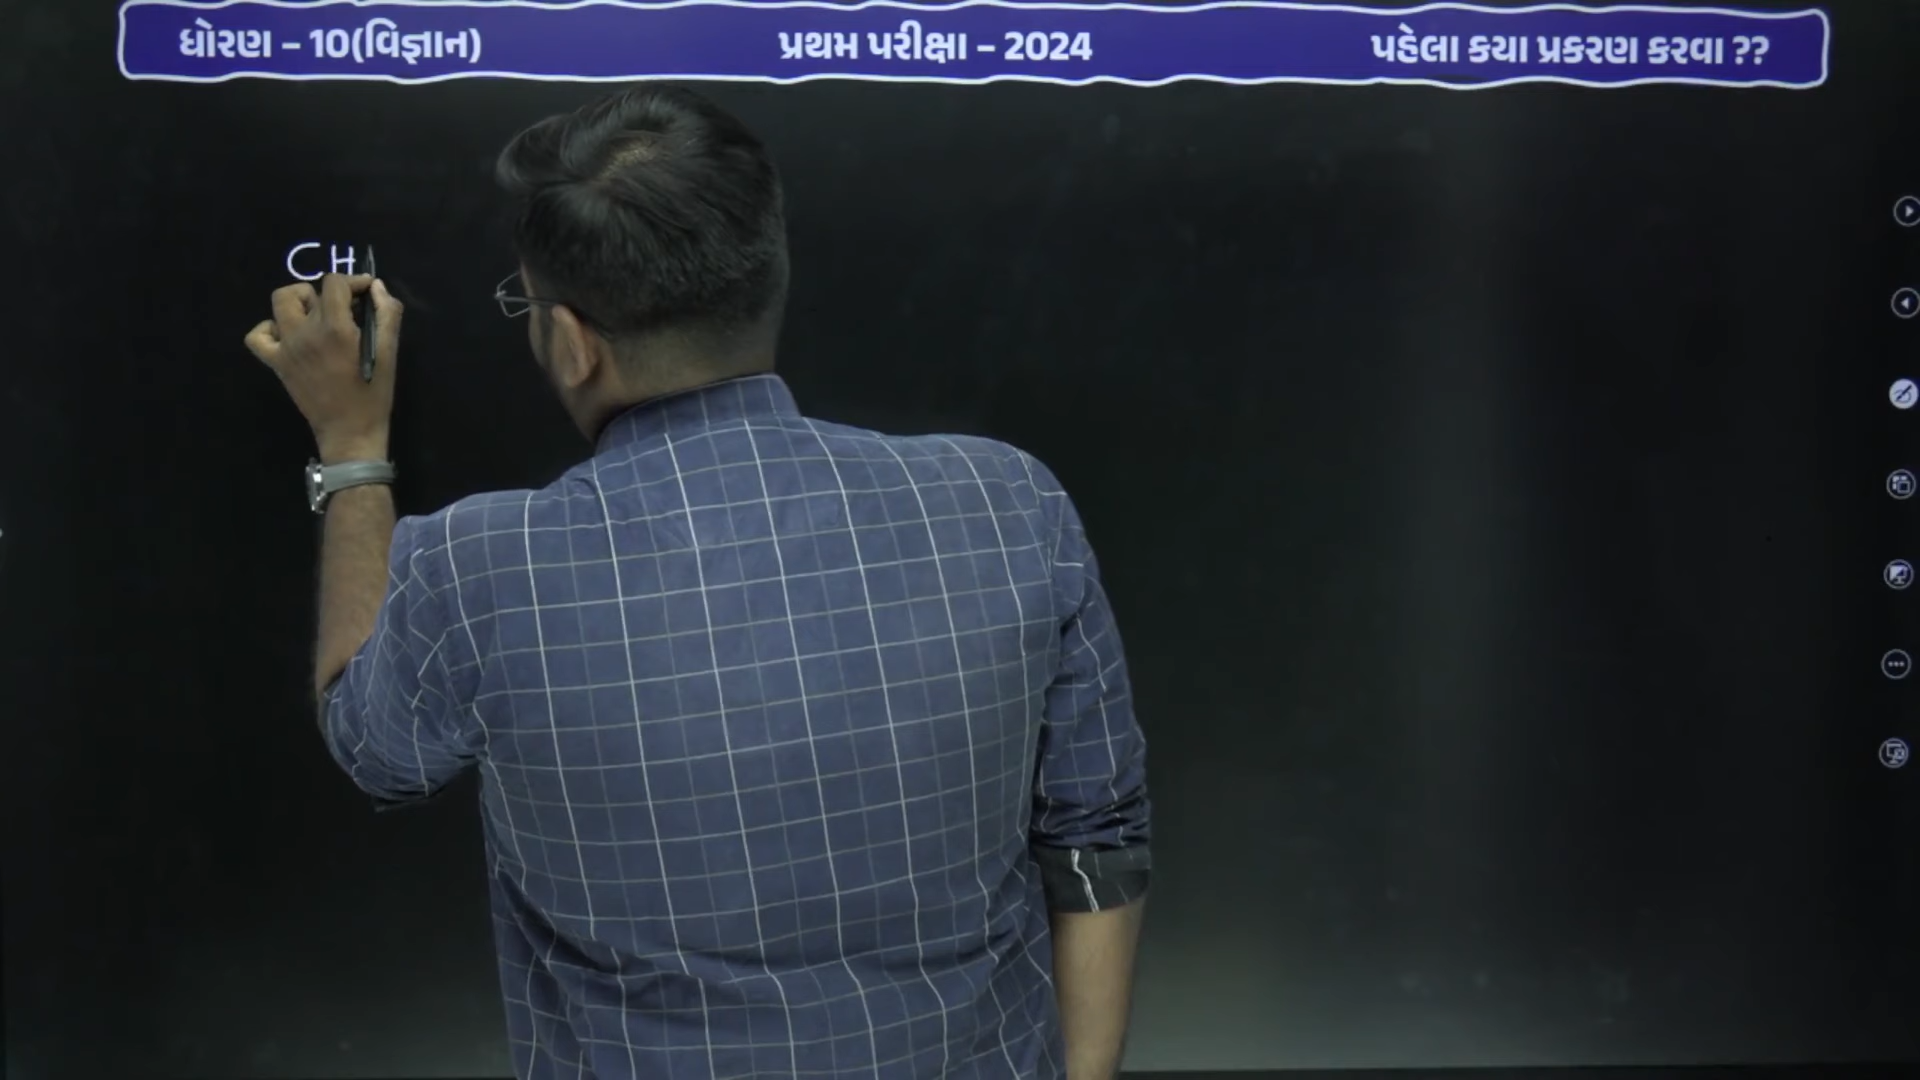 ધોરણ – 10(વિજ્ઞાન) પ્રથમ પરીક્ષા – 2024 પહેલા કયા પ્રકરણ કરવા ??
CH